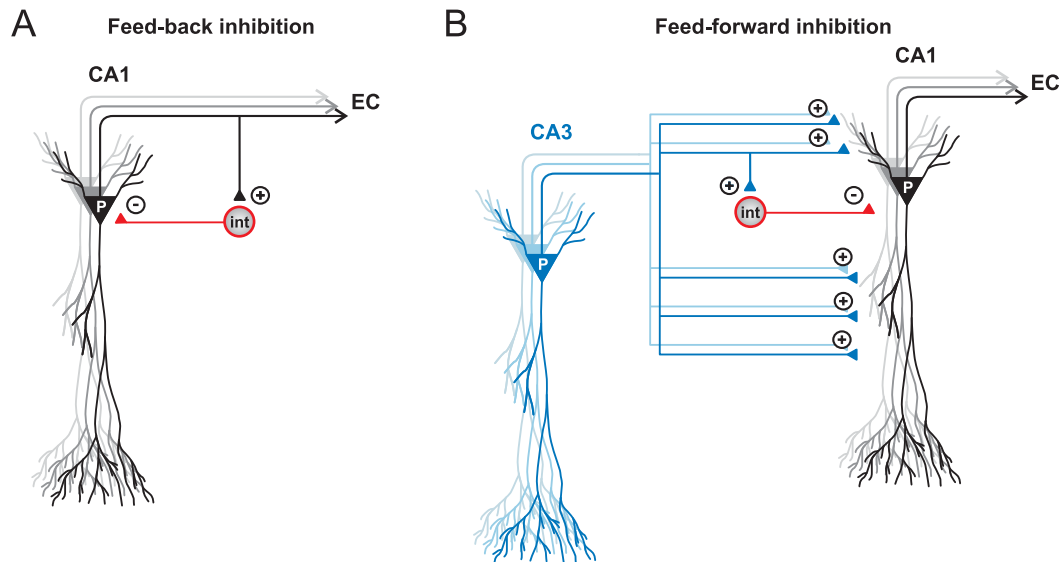 A
Feed-back inhibition
CA1
EC
P
-
+
int
B
Feed-forward inhibition
CA1
EC
CA3
+
+
P
+
int
-
P
+
+
+